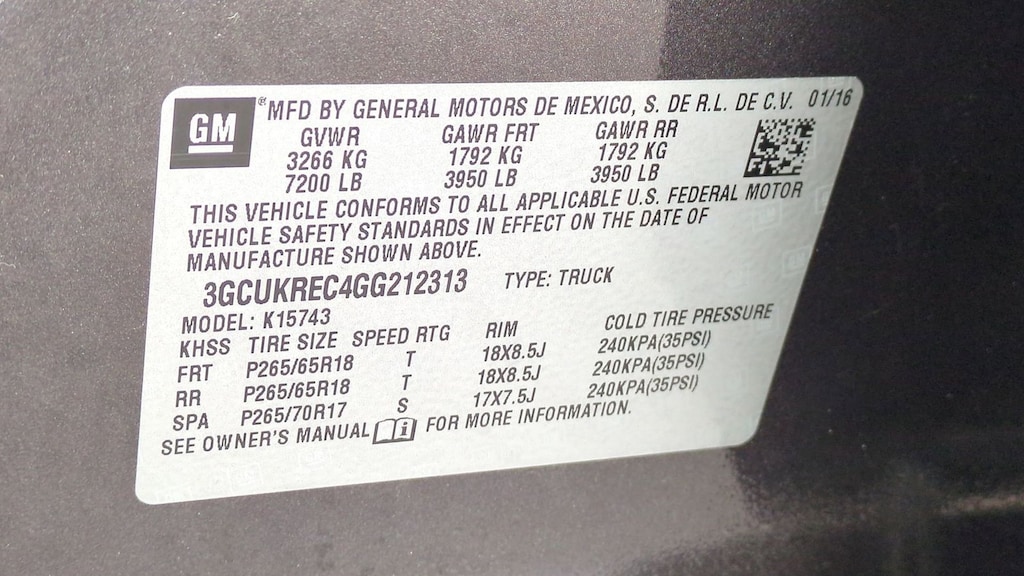 GM ® MFD BY GENERAL MOTORS DE MEXICO, S. DE R.L. DE C.V. 01/16
GVWR GAWR FRT GAWR RR
3266 KG 1792 KG 1792 KG
7200 LB 3950 LB 3950 LB
THIS VEHICLE CONFORMS TO ALL APPLICABLE U.S. FEDERAL MOTOR
VEHICLE SAFETY STANDARDS IN EFFECT ON THE DATE OF
MANUFACTURE SHOWN ABOVE.
3GCUKREC4GG212313 TYPE: TRUCK
MODEL: K15743
KHSS TIRE SIZE SPEED RTG RIM COLD TIRE PRESSURE
FRT P265/65R18 T 18X8.5J 240KPA(35PSI)
RR P265/65R18 T 18X8.5J 240KPA(35PSI)
SPA P265/70R17 S 17X7.5J 240KPA(35PSI)
SEE OWNER'S MANUAL FOR MORE INFORMATION.